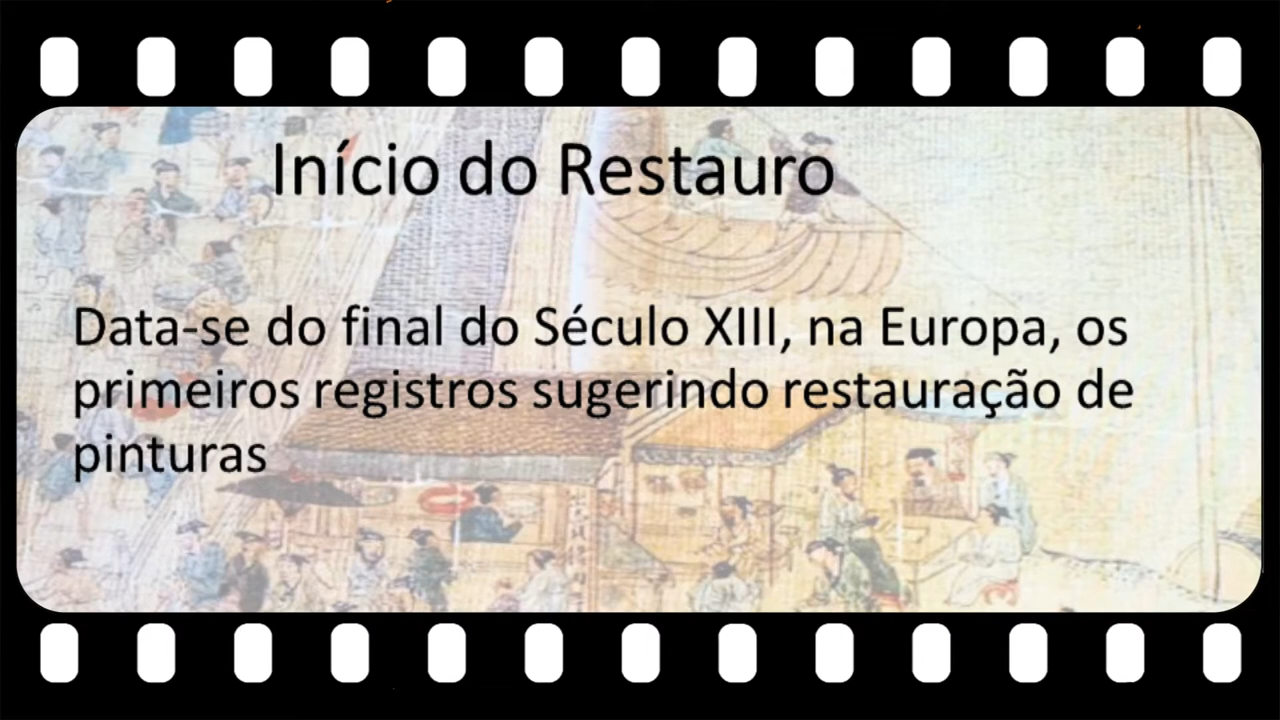 Início do Restauro
Data-se do final do Século XIII, na Europa, os
primeiros registros sugerindo restauração de
pinturas